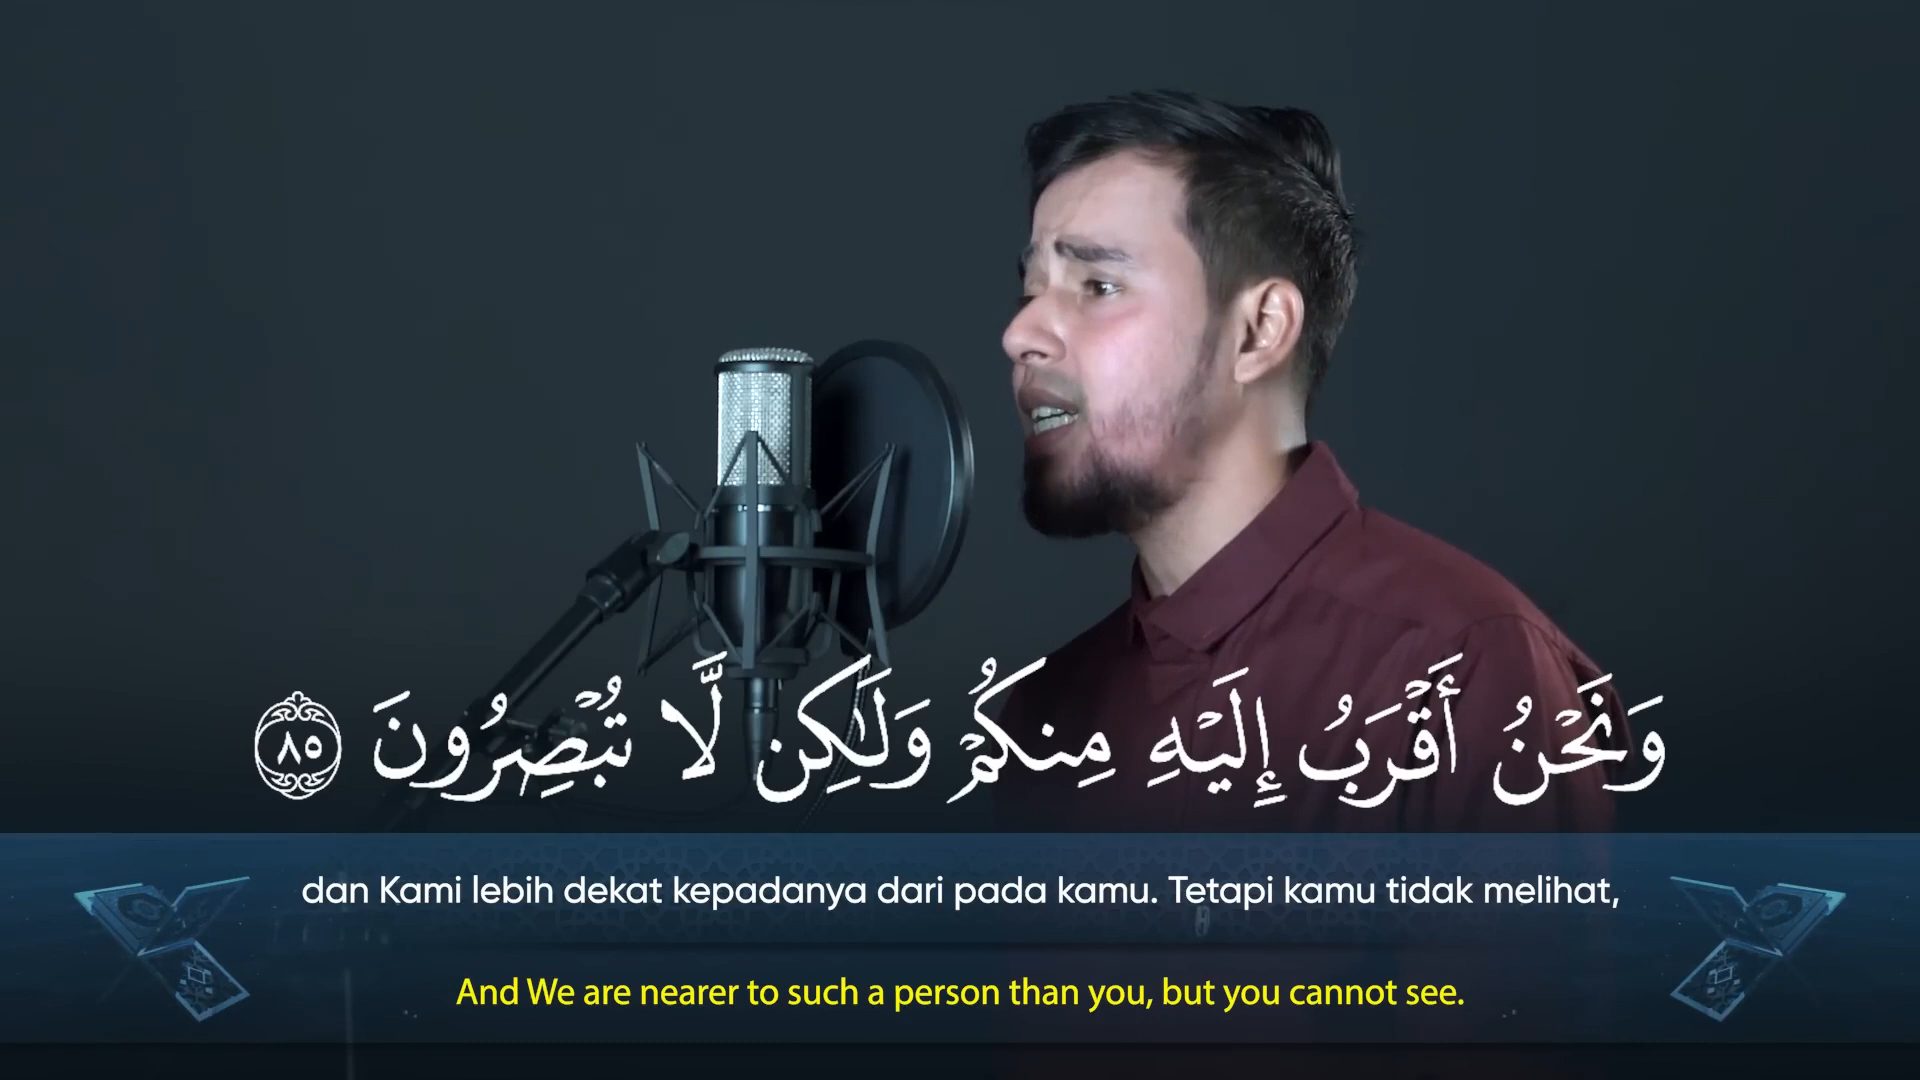 وَنَحْنُ أَقْرَبُ إِلَيْهِ مِنكُمْ وَلَٰكِن لَّا تُبْصِرُونَ ٨٥
dan Kami lebih dekat kepadanya dari pada kamu. Tetapi kamu tidak melihat,
And We are nearer to such a person than you, but you cannot see.